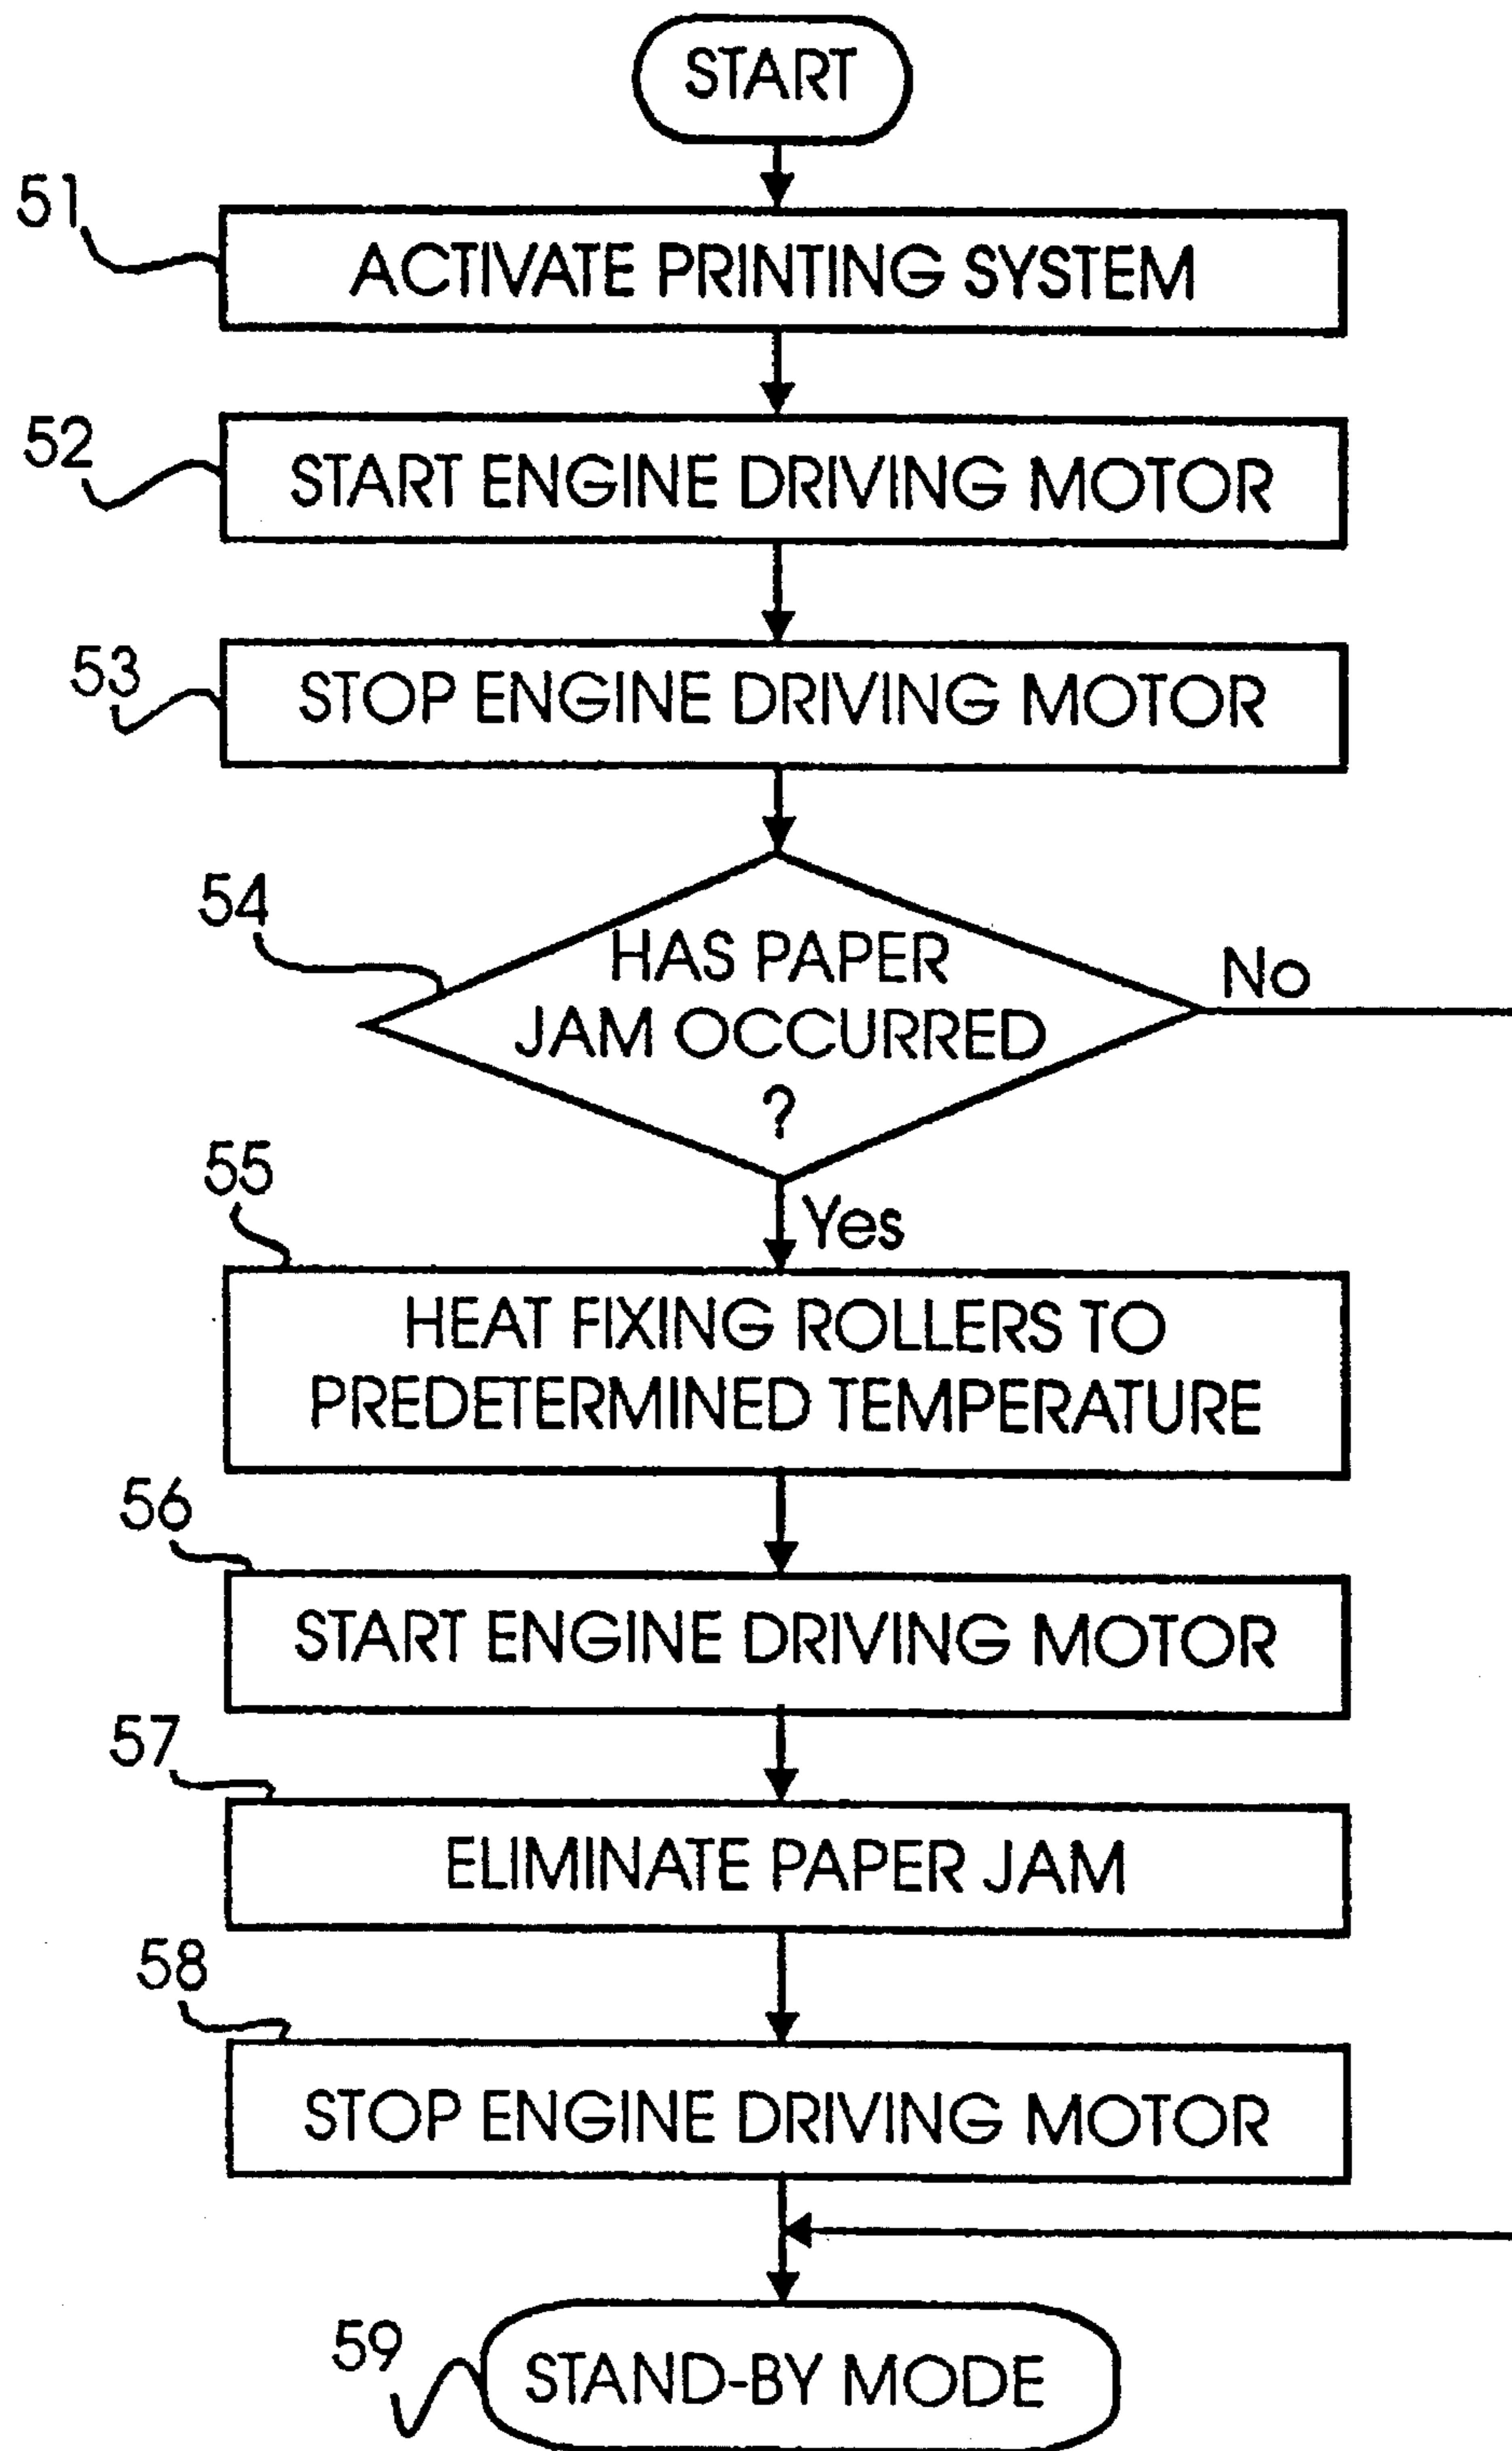 START
51
ACTIVATE PRINTING SYSTEM
52
START ENGINE DRIVING MOTOR
53
STOP ENGINE DRIVING MOTOR
54
HAS PAPER
JAM OCCURRED
?
No
Yes
55
HEAT FIXING ROLLERS TO
PREDETERMINED TEMPERATURE
56
START ENGINE DRIVING MOTOR
57
ELIMINATE PAPER JAM
58
STOP ENGINE DRIVING MOTOR
59
STAND-BY MODE